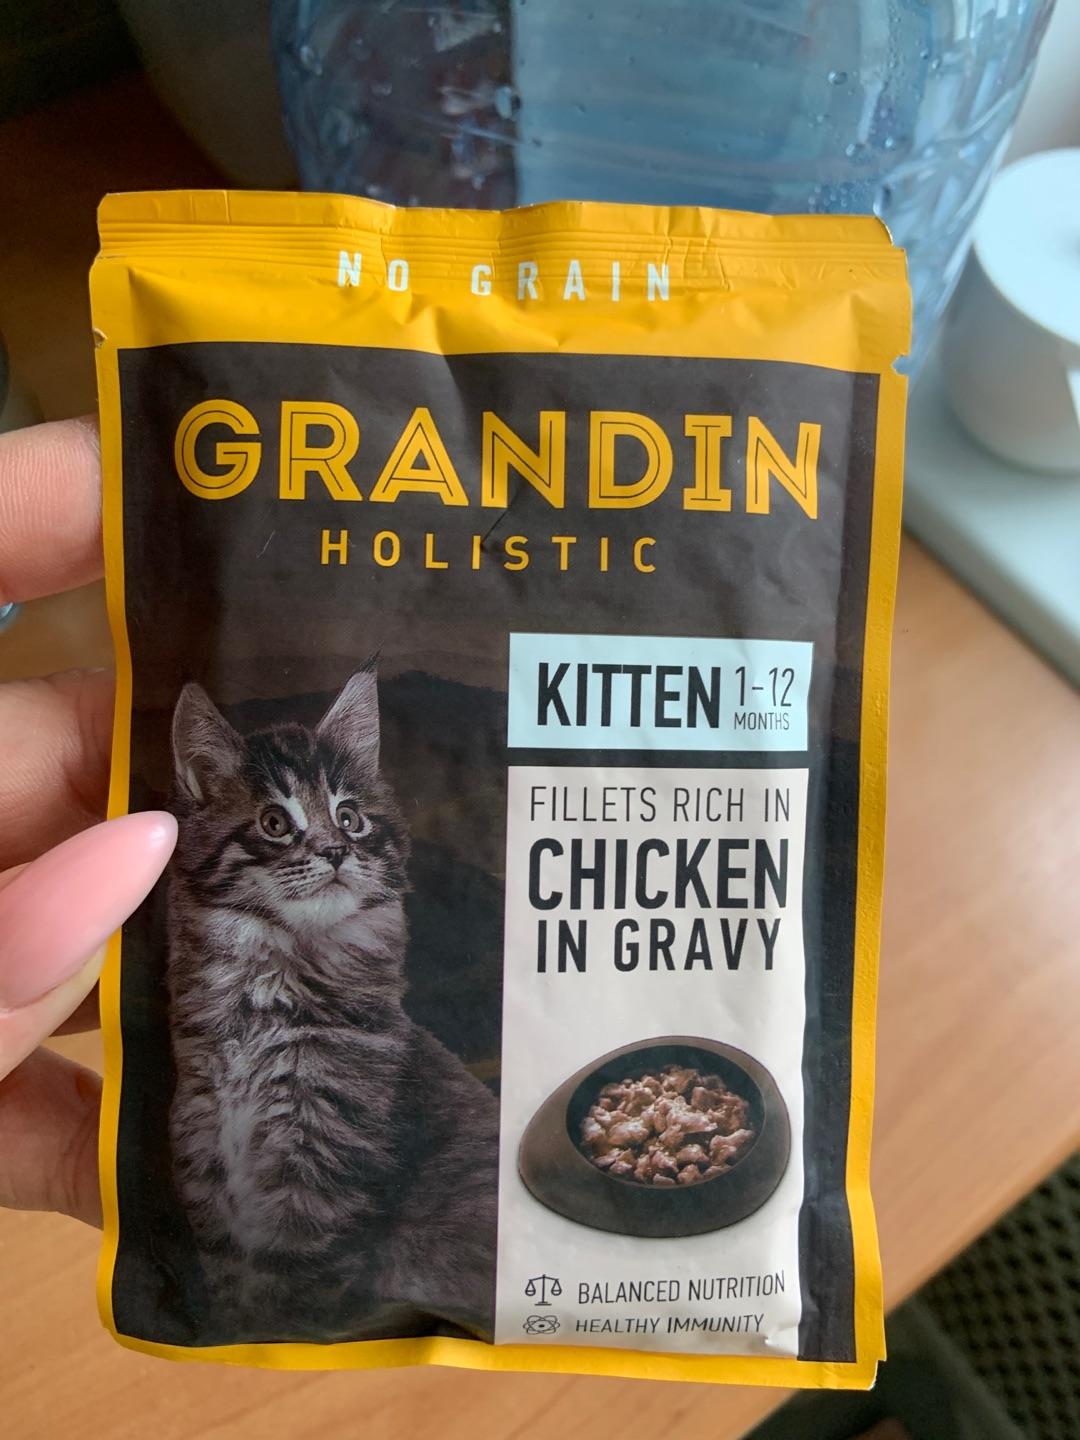 NO GRAIN
GRANDIN
HOLISTIC
KITTEN 1-12
MONTHS
FILLETS RICH IN
CHICKEN
IN GRAVY
BALANCED NUTRITION
HEALTHY IMMUNITY